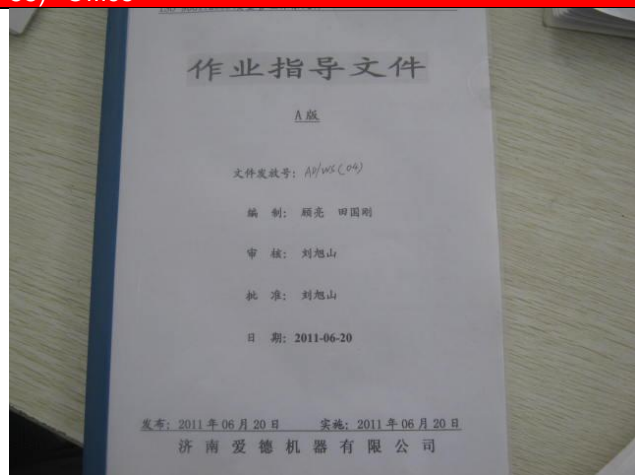 作业指导文件
A版
文件发放号：AD/WS(04)
编 制：顾亮 田国刚
审 核：刘旭山
批 准：刘旭山
日 期：2011-06-20
发布：2011年06月20日 实施：2011年06月20日
济南爱德机器有限公司